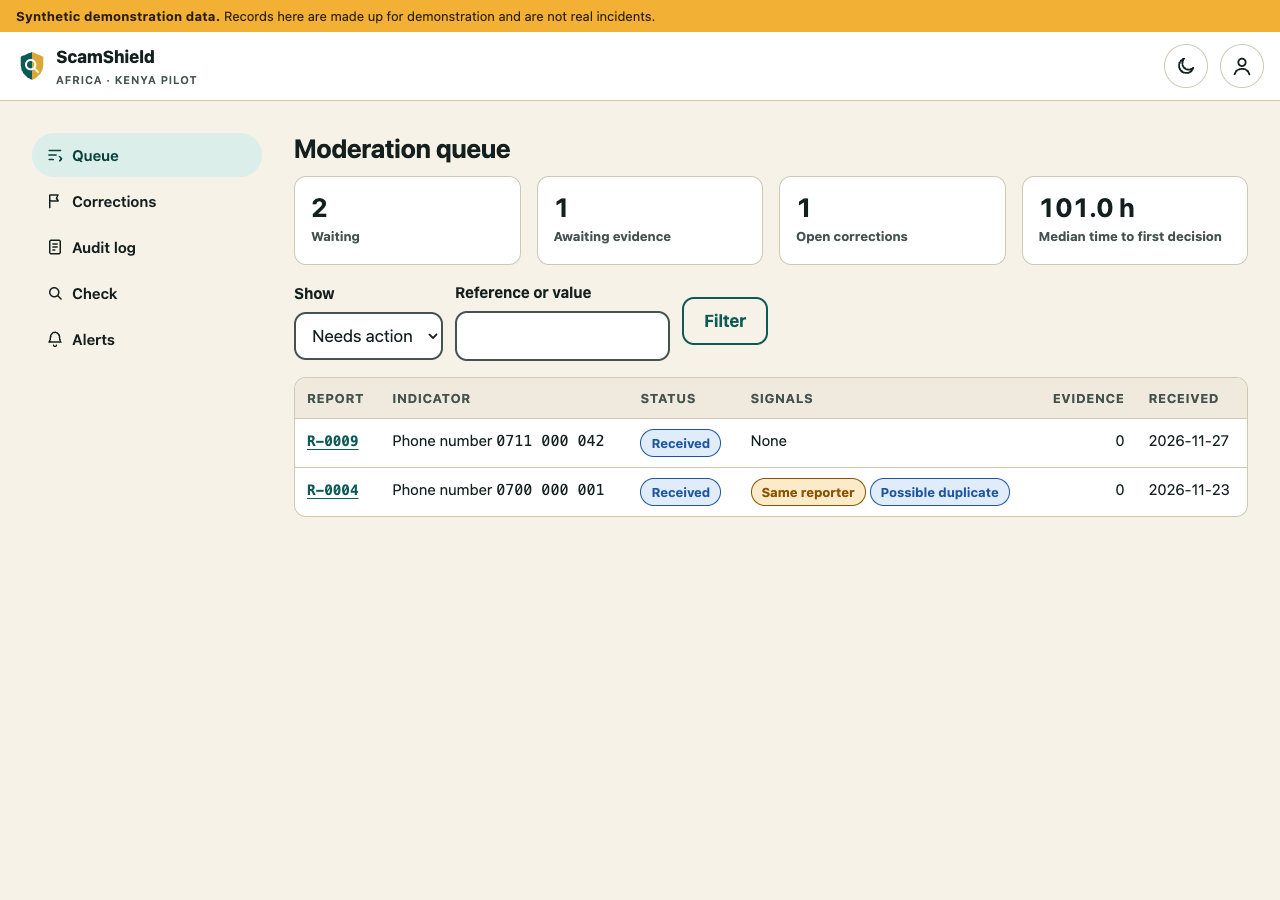 Synthetic demonstration data. Records here are made up for demonstration and are not real incidents.
ScamShield
AFRICA · KENYA PILOT
Queue
Corrections
Audit log
Check
Alerts
Moderation queue
2
Waiting
1
Awaiting evidence
1
Open corrections
101.0 h
Median time to first decision
Show
Needs action
Reference or value
Filter
REPORT INDICATOR STATUS SIGNALS EVIDENCE RECEIVED
R-0009 Phone number 0711 000 042 Received None 0 2026-11-27
R-0004 Phone number 0700 000 001 Received Same reporter Possible duplicate 0 2026-11-23